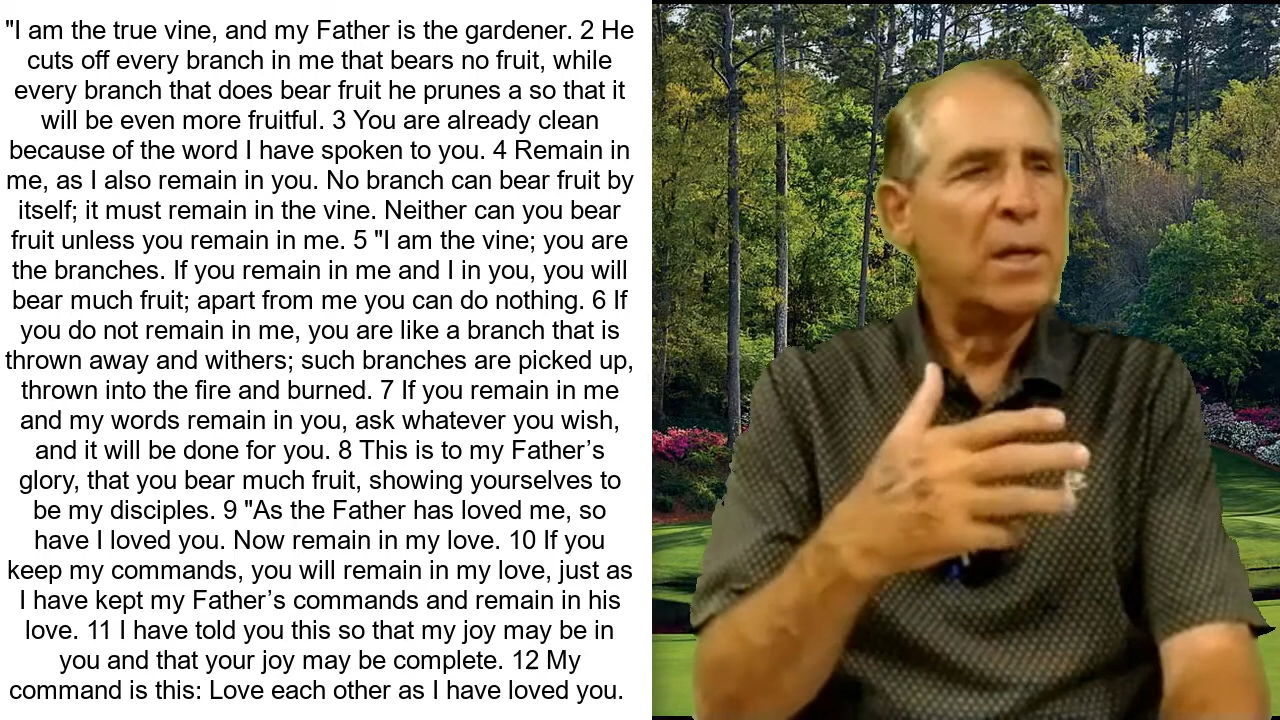 "I am the true vine, and my Father is the gardener. 2 He
cuts off every branch in me that bears no fruit, while
every branch that does bear fruit he prunes a so that it
will be even more fruitful. 3 You are already clean
because of the word I have spoken to you. 4 Remain in
me, as I also remain in you. No branch can bear fruit by
itself; it must remain in the vine. Neither can you bear
fruit unless you remain in me. 5 "I am the vine; you are
the branches. If you remain in me and I in you, you will
bear much fruit; apart from me you can do nothing. 6 If
you do not remain in me, you are like a branch that is
thrown away and withers; such branches are picked up,
thrown into the fire and burned. 7 If you remain in me
and my words remain in you, ask whatever you wish,
and it will be done for you. 8 This is to my Father’s
glory, that you bear much fruit, showing yourselves to
be my disciples. 9 "As the Father has loved me, so
have I loved you. Now remain in my love. 10 If you
keep my commands, you will remain in my love, just as
I have kept my Father’s commands and remain in his
love. 11 I have told you this so that my joy may be in
you and that your joy may be complete. 12 My
command is this: Love each other as I have loved you.